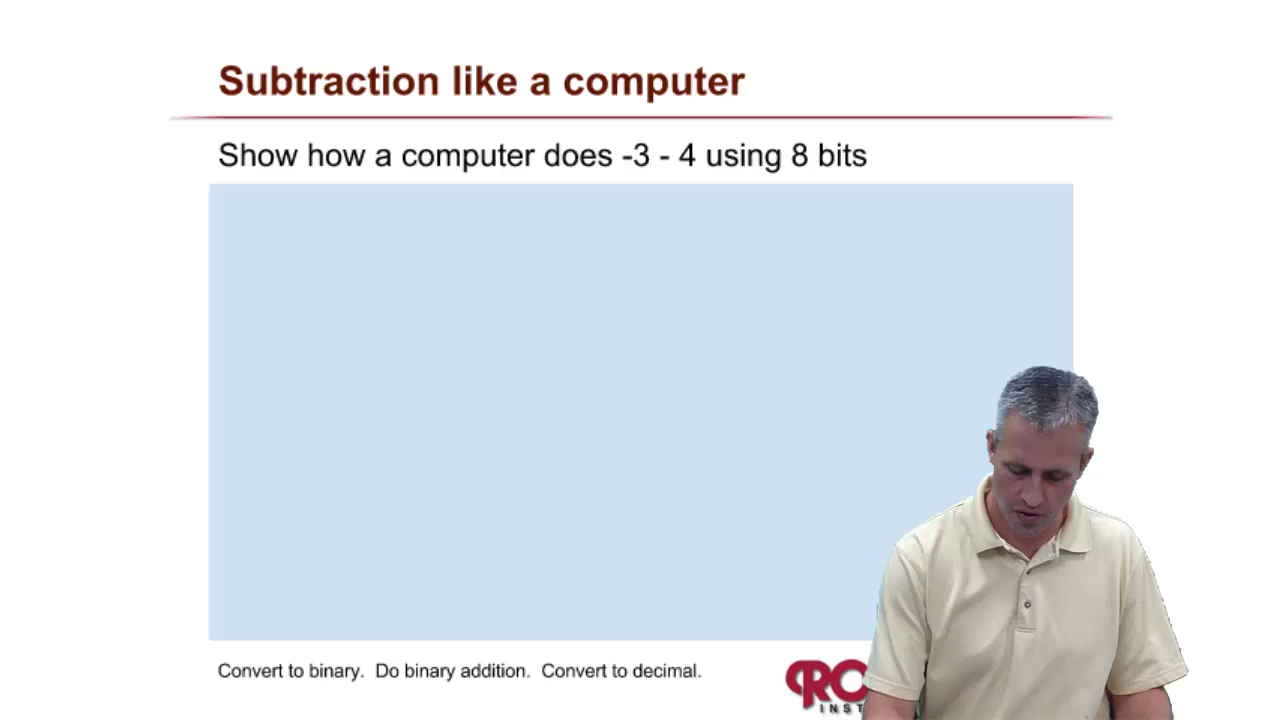 Subtraction like a computer
Show how a computer does -3 - 4 using 8 bits
Convert to binary.  Do binary addition.  Convert to decimal.